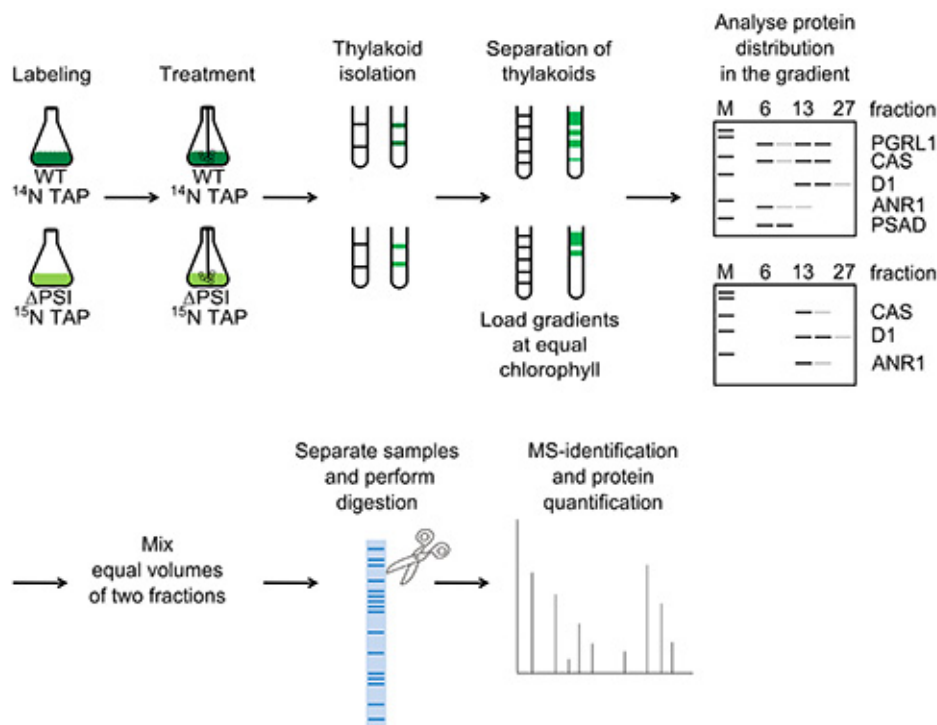 Labeling
Treatment
Thylakoid
isolation
Separation of
thylakoids
Analyse protein
distribution
in the gradient
WT
¹⁴N TAP
WT
¹⁴N TAP
M 6 13 27 fraction
PGRL1
CAS
D1
ANR1
PSAD
ΔPSI
¹⁵N TAP
ΔPSI
¹⁵N TAP
Load gradients
at equal
chlorophyll
M 6 13 27 fraction
CAS
D1
ANR1
Mix
equal volumes
of two fractions
Separate samples
and perform
digestion
MS-identification
and protein
quantification